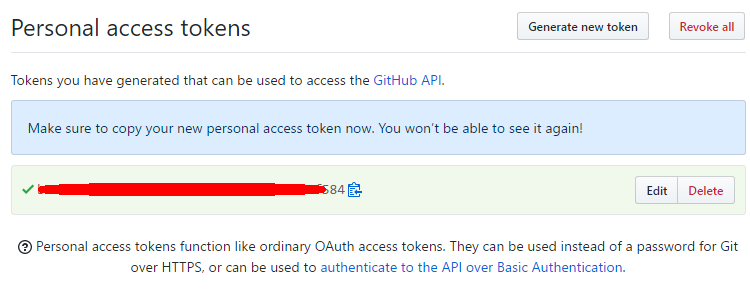 Personal access tokens
Generate new token
Revoke all
Tokens you have generated that can be used to access the GitHub API.
Make sure to copy your new personal access token now. You won't be able to see it again!
584
Edit
Delete
Personal access tokens function like ordinary OAuth access tokens. They can be used instead of a password for Git
over HTTPS, or can be used to authenticate to the API over Basic Authentication.